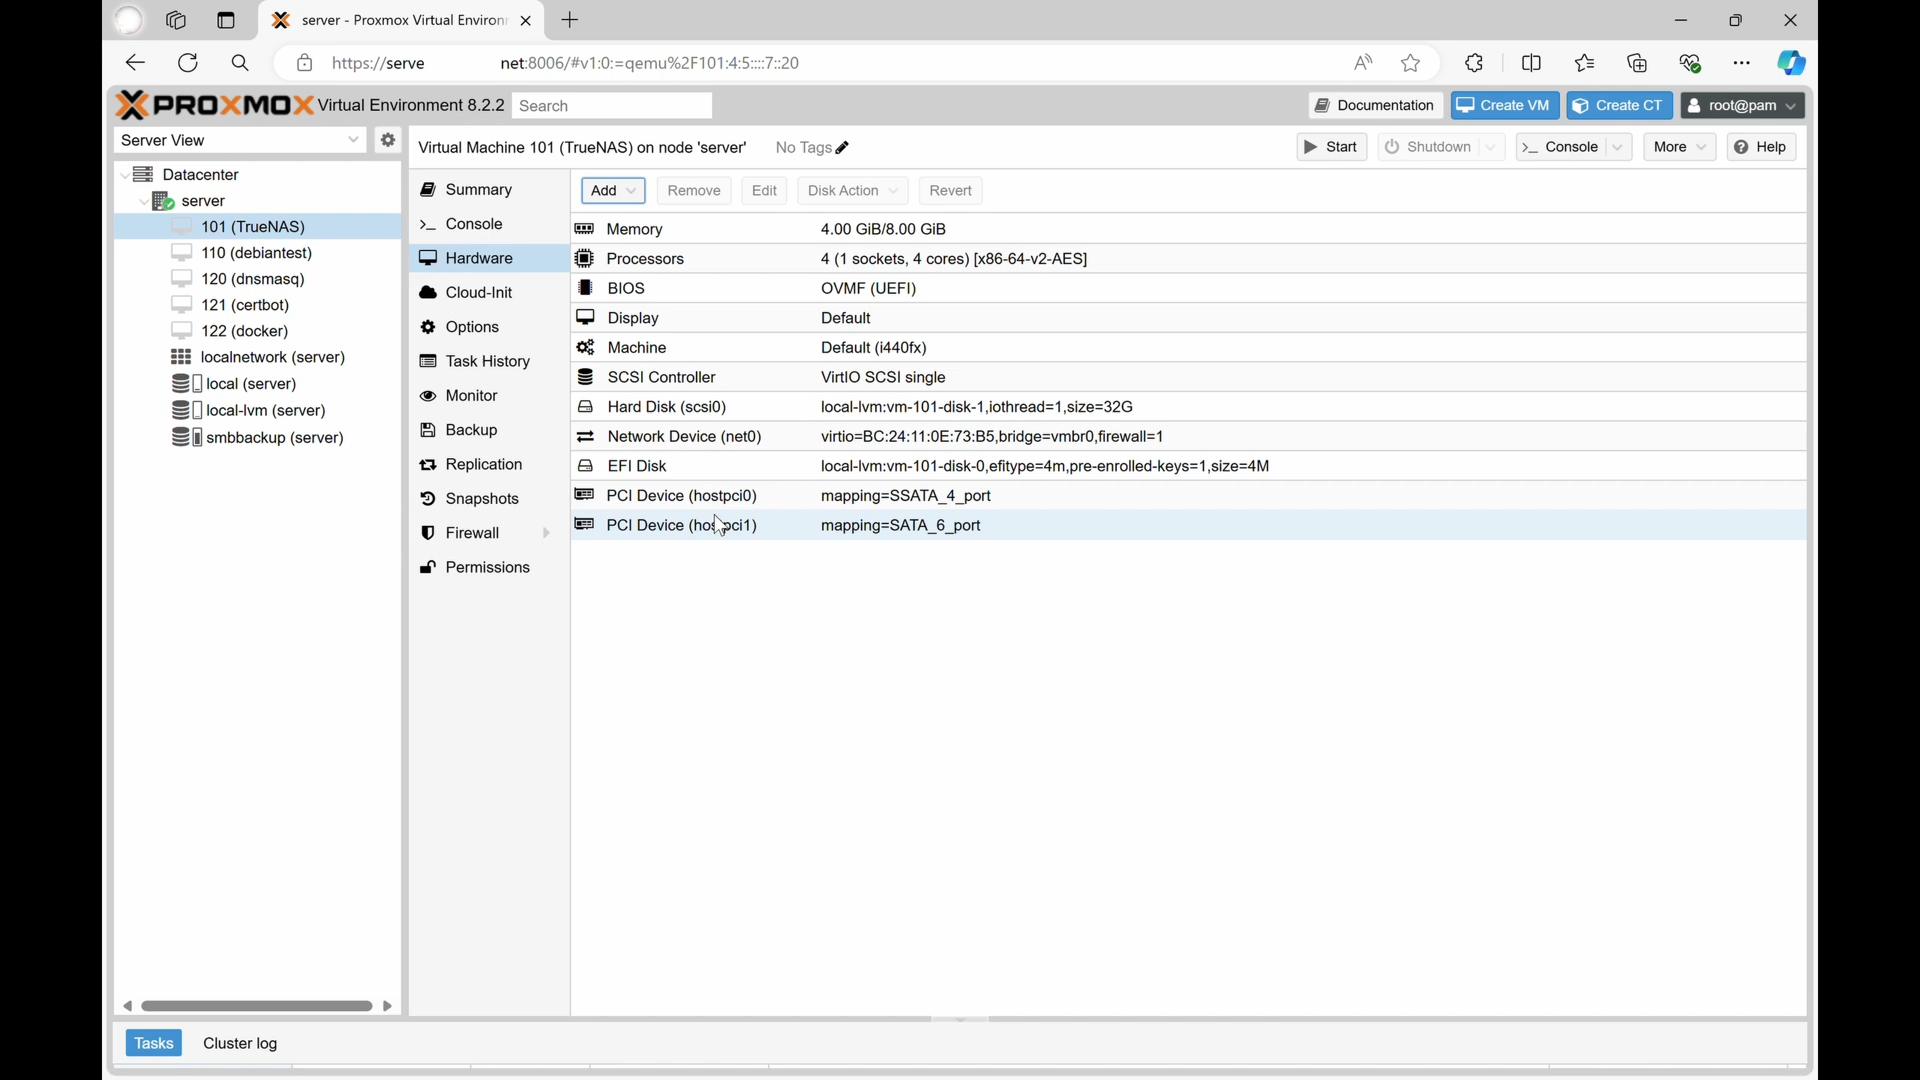 server - Proxmox Virtual Environ
https://serve net:8006/#v1:0:=qemu%2F101:4:5::::7::20
PROXMOX Virtual Environment 8.2.2 Search Documentation Create VM Create CT root@pam
Server View
Virtual Machine 101 (TrueNAS) on node 'server' No Tags Start Shutdown Console More Help
Datacenter
server
101 (TrueNAS)
110 (debiantest)
120 (dnsmasq)
121 (certbot)
122 (docker)
localnetwork (server)
local (server)
local-lvm (server)
smbbackup (server)
Summary
Console
Hardware
Cloud-Init
Options
Task History
Monitor
Backup
Replication
Snapshots
Firewall
Permissions
Add Remove Edit Disk Action Revert
Memory 4.00 GiB/8.00 GiB
Processors 4 (1 sockets, 4 cores) [x86-64-v2-AES]
BIOS OVMF (UEFI)
Display Default
Machine Default (i440fx)
SCSI Controller VirtIO SCSI single
Hard Disk (scsi0) local-lvm:vm-101-disk-1,iothread=1,size=32G
Network Device (net0) virtio=BC:24:11:0E:73:B5,bridge=vmbr0,firewall=1
EFI Disk local-lvm:vm-101-disk-0,efitype=4m,pre-enrolled-keys=1,size=4M
PCI Device (hostpci0) mapping=SSATA_4_port
PCI Device (hostpci1) mapping=SATA_6_port
Tasks Cluster log